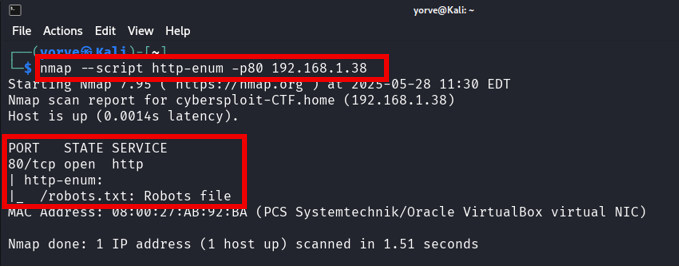 yorve@Kali: ~
File Actions Edit View Help
┌──(yorve㉿Kali)-[~]
└─$ nmap --script http-enum -p80 192.168.1.38
Starting Nmap 7.95 ( https://nmap.org ) at 2025-05-28 11:30 EDT
Nmap scan report for cybersploit-CTF.home (192.168.1.38)
Host is up (0.0014s latency).
PORT   STATE SERVICE
80/tcp open  http
| http-enum:
|_  /robots.txt: Robots file
MAC Address: 08:00:27:AB:92:BA (PCS Systemtechnik/Oracle VirtualBox virtual NIC)
Nmap done: 1 IP address (1 host up) scanned in 1.51 seconds